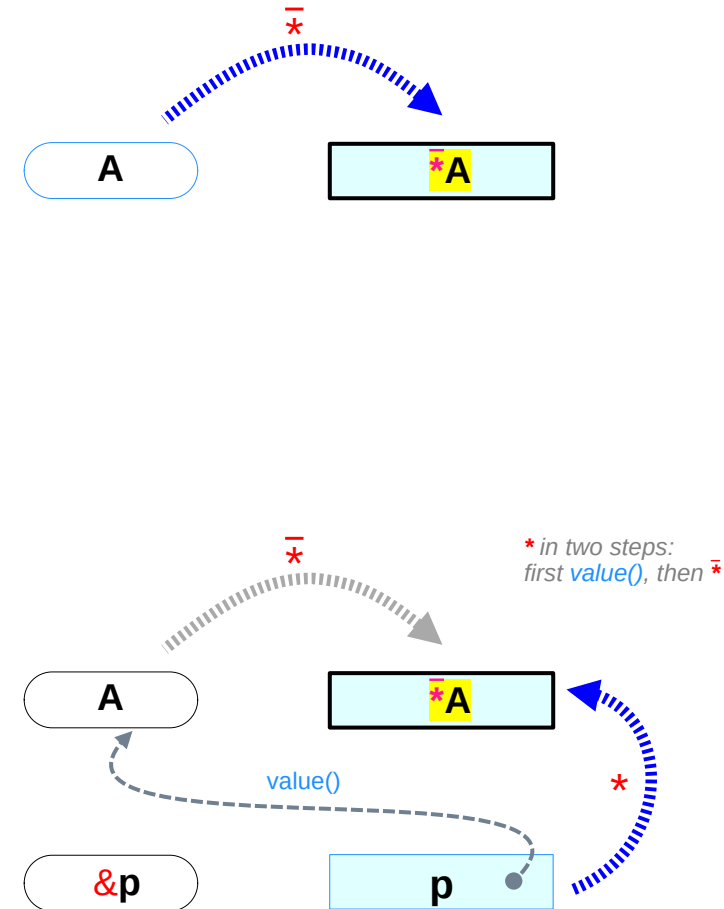 *̅
A
*̅A
*̅
* in two steps:
first value(), then *̅
A
*̅A
value()
*
&p
p